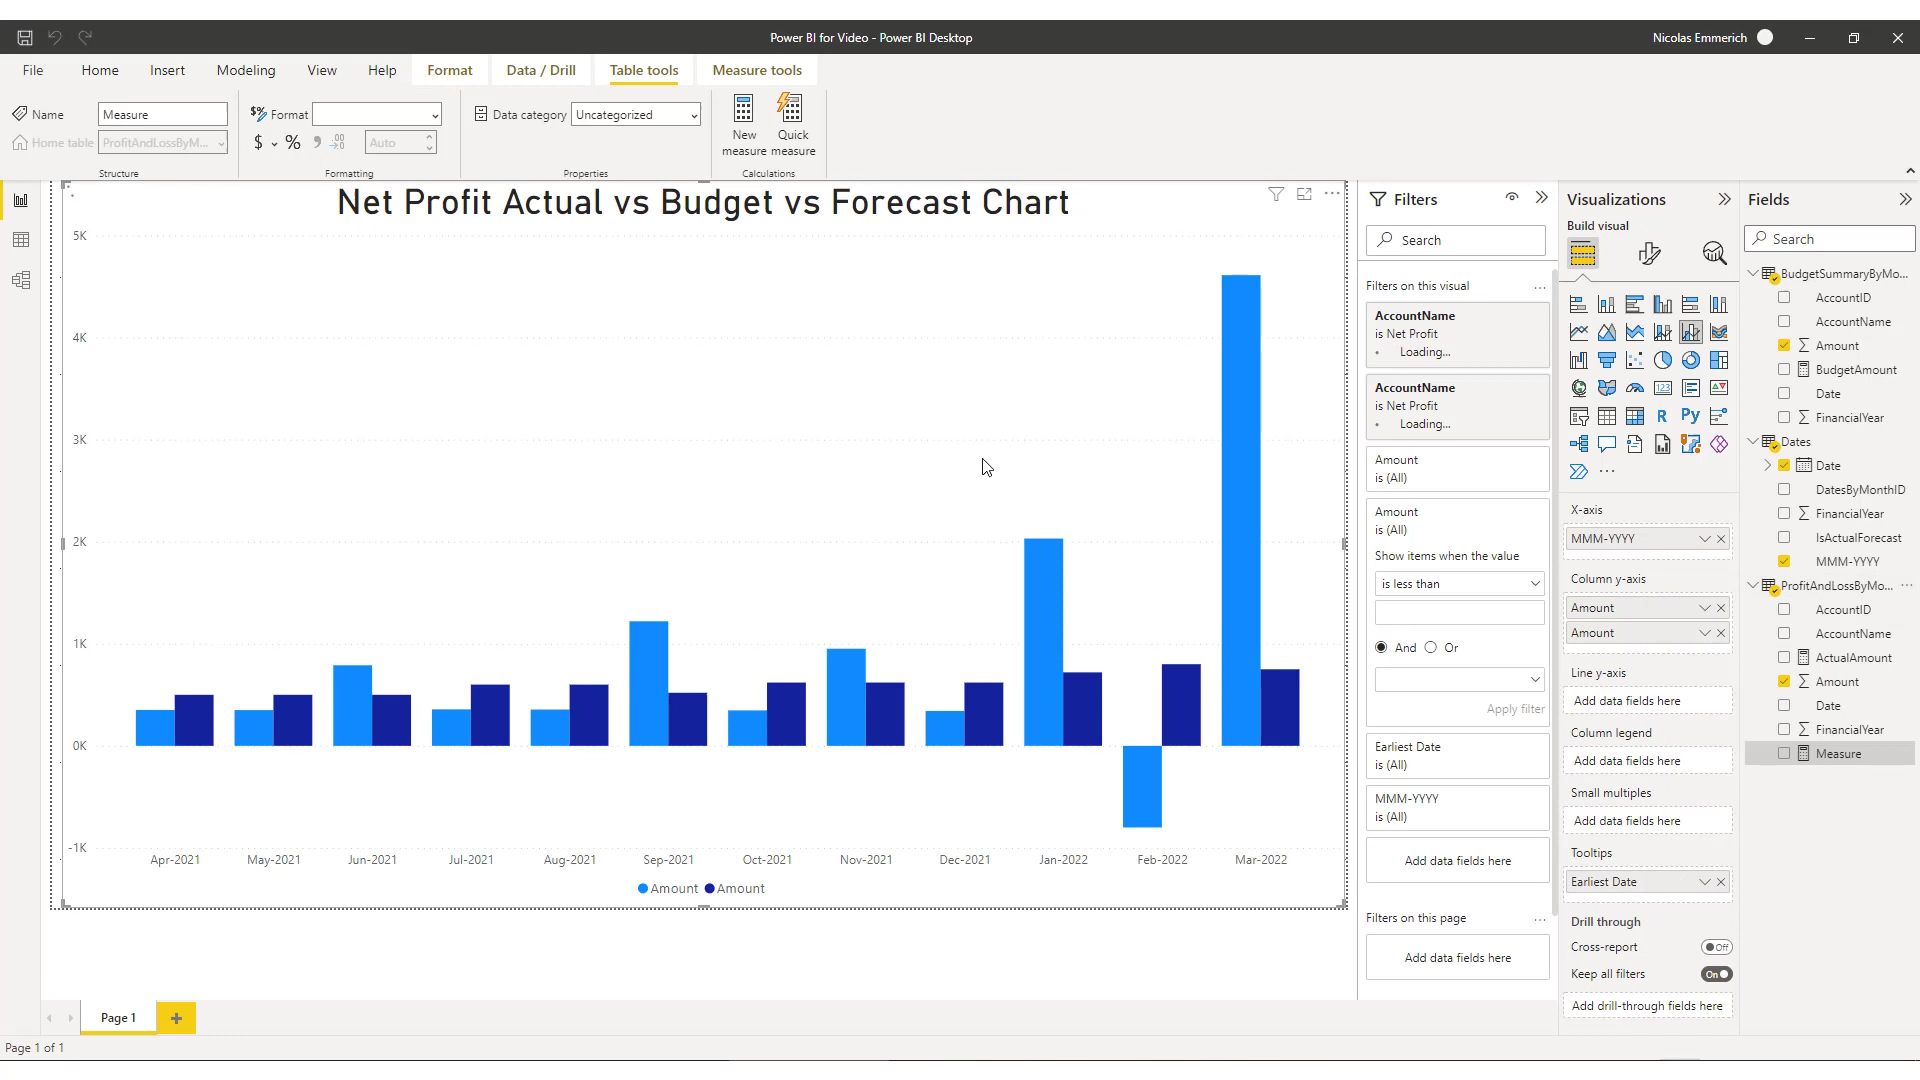 Power BI for Video - Power BI Desktop
Nicolas Emmerich
File Home Insert Modeling View Help Format Data / Drill Table tools Measure tools
Name Measure
Home table ProfitAndLossByM...
Structure
Format
$ % Auto
Formatting
Data category Uncategorized
Properties
New measure
Quick measure
Calculations
Net Profit Actual vs Budget vs Forecast Chart
5K
4K
3K
2K
1K
0K
-1K
Apr-2021 May-2021 Jun-2021 Jul-2021 Aug-2021 Sep-2021 Oct-2021 Nov-2021 Dec-2021 Jan-2022 Feb-2022 Mar-2022
Amount Amount
Filters
Search
Filters on this visual
AccountName
is Net Profit
Loading...
AccountName
is Net Profit
Loading...
Amount
is (All)
Amount
is (All)
Show items when the value
is less than
And Or
Apply filter
Earliest Date
is (All)
MMM-YYYY
is (All)
Add data fields here
Filters on this page
Add data fields here
Visualizations
Build visual
123
R Py
X-axis
MMM-YYYY
Column y-axis
Amount
Amount
Line y-axis
Add data fields here
Column legend
Add data fields here
Small multiples
Add data fields here
Tooltips
Earliest Date
Drill through
Cross-report Off
Keep all filters On
Add drill-through fields here
Fields
Search
BudgetSummaryByMo...
AccountID
AccountName
Amount
BudgetAmount
Date
FinancialYear
Dates
Date
DatesByMonthID
FinancialYear
IsActualForecast
MMM-YYYY
ProfitAndLossByMo...
AccountID
AccountName
ActualAmount
Amount
Date
FinancialYear
Measure
Page 1
Page 1 of 1